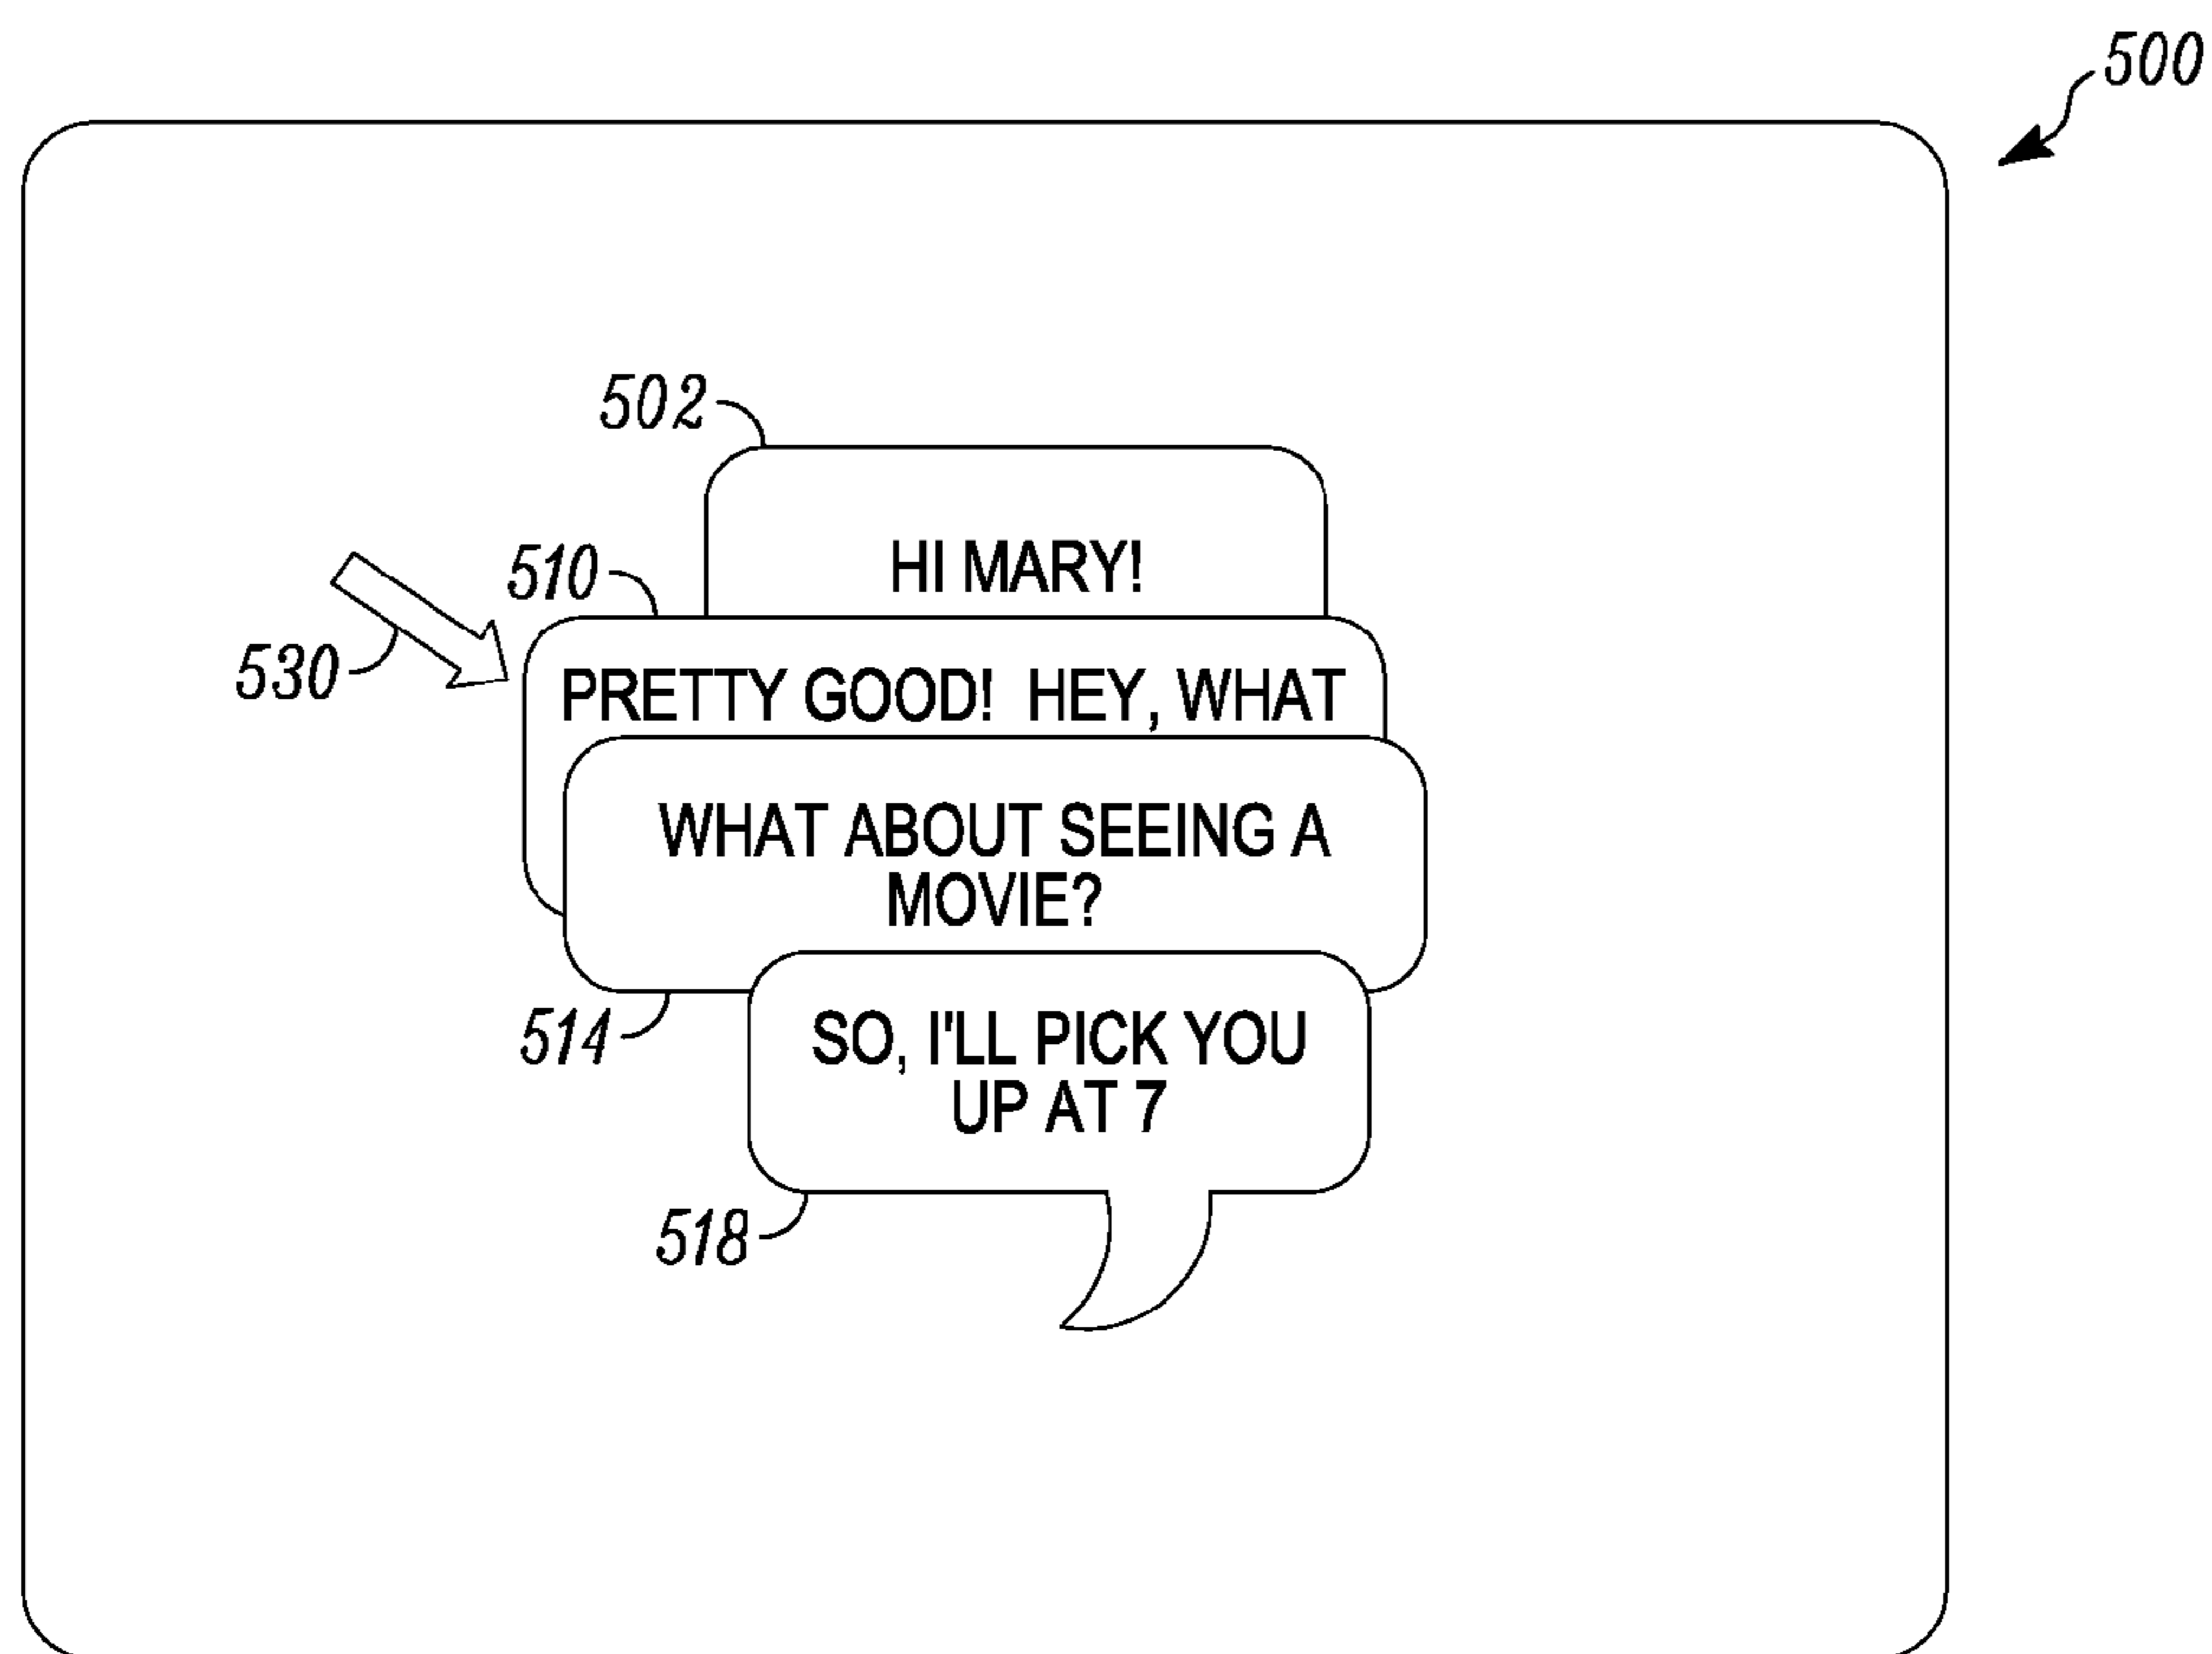 500
502
HI MARY!
510
530
PRETTY GOOD!  HEY, WHAT
WHAT ABOUT SEEING A
MOVIE?
514
SO, I'LL PICK YOU
UP AT 7
518